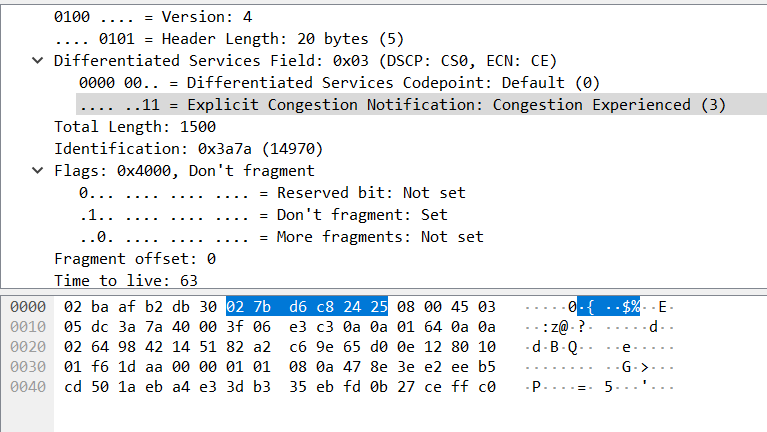 0100 .... = Version: 4
.... 0101 = Header Length: 20 bytes (5)
Differentiated Services Field: 0x03 (DSCP: CS0, ECN: CE)
0000 00.. = Differentiated Services Codepoint: Default (0)
.... ..11 = Explicit Congestion Notification: Congestion Experienced (3)
Total Length: 1500
Identification: 0x3a7a (14970)
Flags: 0x4000, Don't fragment
0... .... .... .... = Reserved bit: Not set
.1.. .... .... .... = Don't fragment: Set
..0. .... .... .... = More fragments: Not set
Fragment offset: 0
Time to live: 63
0000 02 ba af b2 db 30 02 7b d6 c8 24 25 08 00 45 03 ·····0·{ ··$%··E·
0010 05 dc 3a 7a 40 00 3f 06 e3 c3 0a 0a 01 64 0a 0a ··:z@·?· ·····d··
0020 02 64 98 42 14 51 82 a2 c6 9e 65 d0 0e 12 80 10 ·d·B·Q·· ··e·····
0030 01 f6 1d aa 00 00 01 01 08 0a 47 8e 3e e2 ee b5 ········ ··G·>···
0040 cd 50 1a eb a4 e3 3d b3 35 eb fd 0b 27 ce ff c0 ·P····=· 5···'···